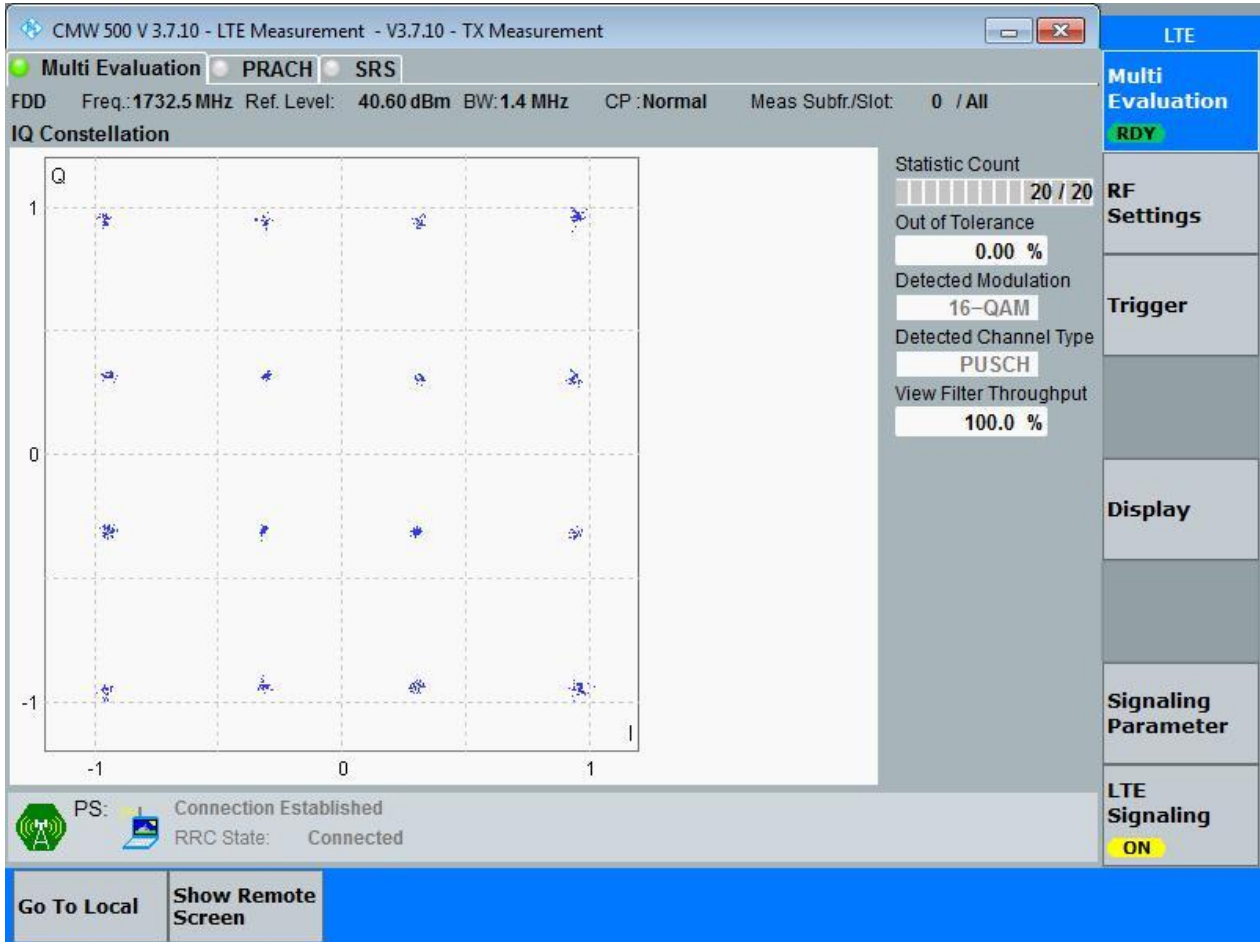 CMW 500 V 3.7.10 - LTE Measurement - V3.7.10 - TX Measurement
LTE
Multi Evaluation PRACH SRS
FDD Freq.: 1732.5 MHz Ref. Level: 40.60 dBm BW: 1.4 MHz CP : Normal Meas Subfr./Slot: 0 / All
IQ Constellation
Q
1
0
-1
I
-1 0 1
Statistic Count
20 / 20
Out of Tolerance
0.00 %
Detected Modulation
16-QAM
Detected Channel Type
PUSCH
View Filter Throughput
100.0 %
Multi
Evaluation
RDY
RF
Settings
Trigger
Display
Signaling
Parameter
LTE
Signaling
ON
PS: Connection Established
RRC State: Connected
Go To Local
Show Remote
Screen